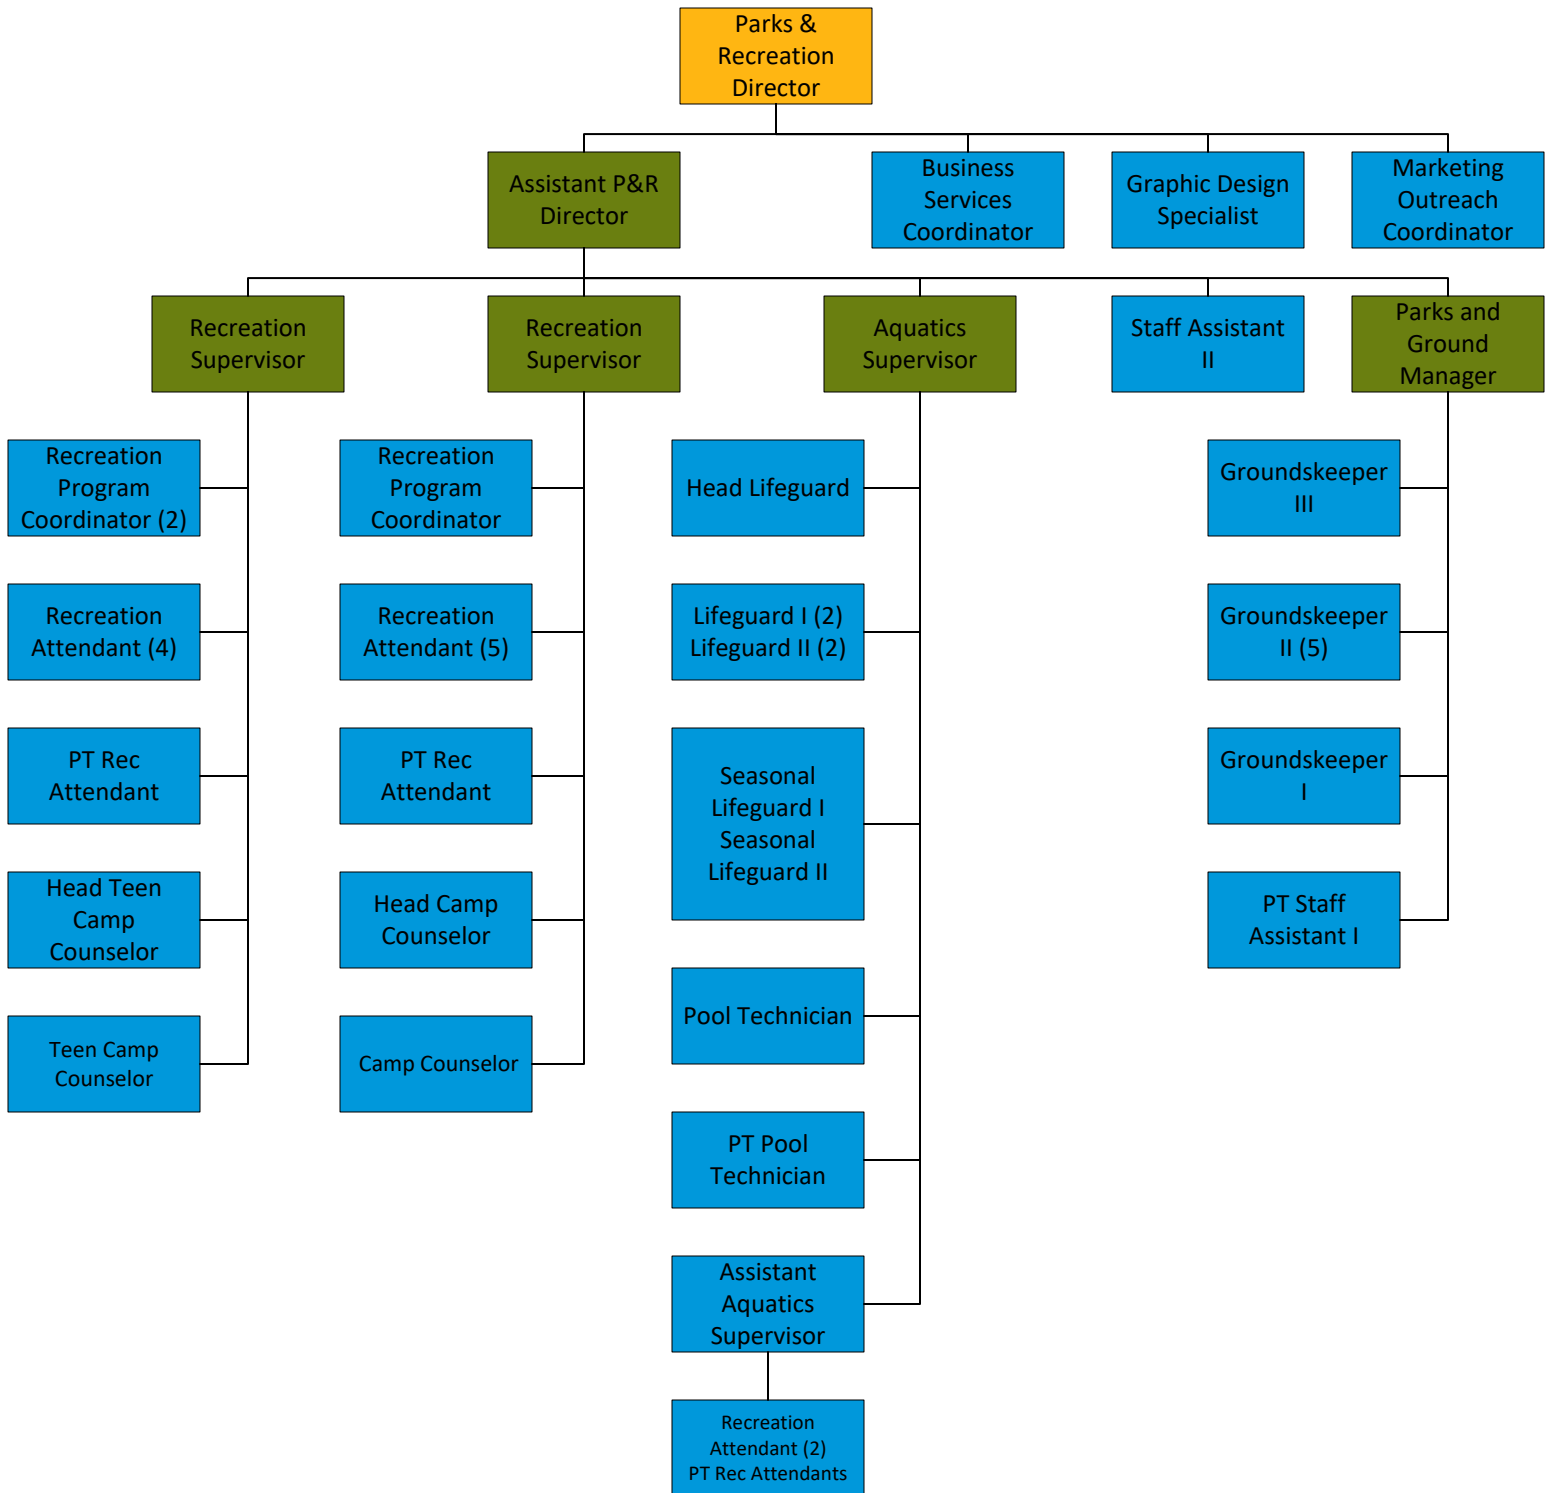 Parks &
Recreation
Director
Assistant P&R
Director
Business
Services
Coordinator
Graphic Design
Specialist
Marketing
Outreach
Coordinator
Recreation
Supervisor
Recreation
Supervisor
Aquatics
Supervisor
Staff Assistant
II
Parks and
Ground
Manager
Recreation
Program
Coordinator (2)
Recreation
Program
Coordinator
Head Lifeguard
Groundskeeper
III
Recreation
Attendant (4)
Recreation
Attendant (5)
Lifeguard I (2)
Lifeguard II (2)
Groundskeeper
II (5)
PT Rec
Attendant
PT Rec
Attendant
Seasonal
Lifeguard I
Seasonal
Lifeguard II
Groundskeeper
I
Head Teen
Camp
Counselor
Head Camp
Counselor
PT Staff
Assistant I
Teen Camp
Counselor
Camp Counselor
Pool Technician
PT Pool
Technician
Assistant
Aquatics
Supervisor
Recreation
Attendant (2)
PT Rec Attendants